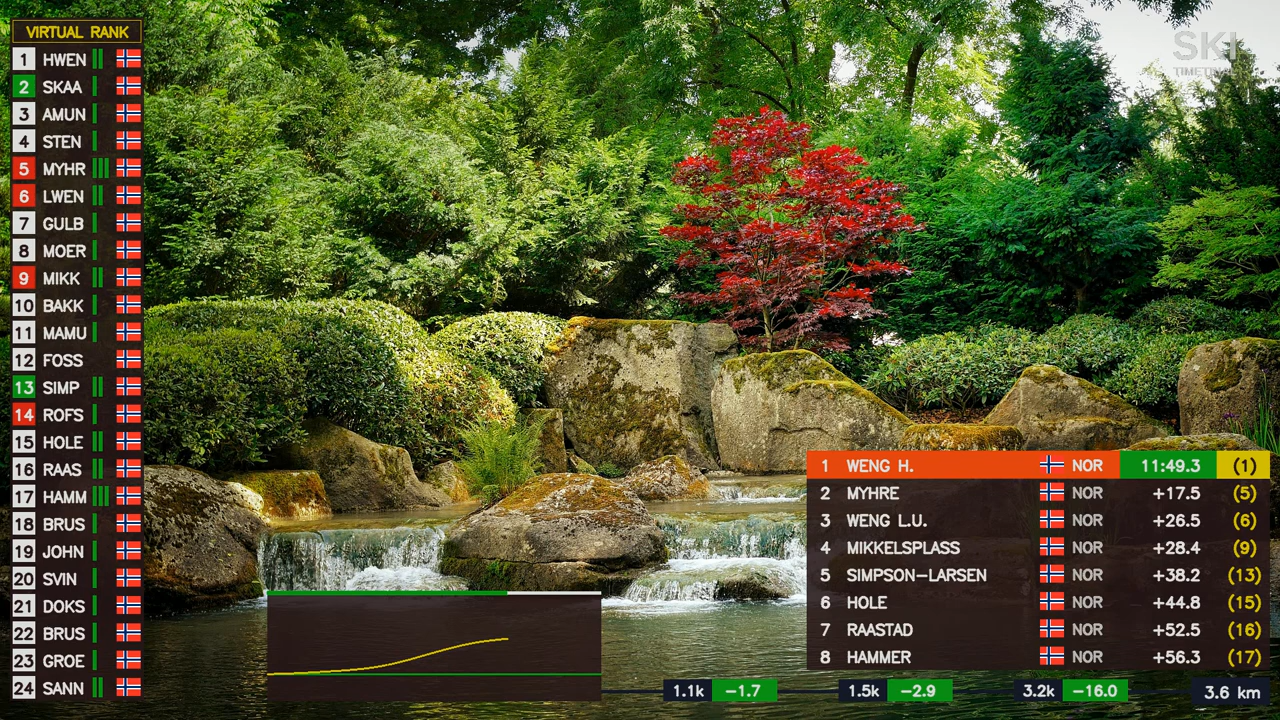 VIRTUAL RANK
1 HWEN
2 SKAA
3 AMUN
4 STEN
5 MYHR
6 LWEN
7 GULB
8 MOER
9 MIKK
10 BAKK
11 MAMU
12 FOSS
13 SIMP
14 ROFS
15 HOLE
16 RAAS
17 HAMM
18 BRUS
19 JOHN
20 SVIN
21 DOKS
22 BRUS
23 GROE
24 SANN
SKI
1 WENG H. NOR 11:49.3 (1)
2 MYHRE NOR +17.5 (5)
3 WENG L.U. NOR +26.5 (6)
4 MIKKELSPLASS NOR +28.4 (9)
5 SIMPSON-LARSEN NOR +38.2 (13)
6 HOLE NOR +44.8 (15)
7 RAASTAD NOR +52.5 (16)
8 HAMMER NOR +56.3 (17)
1.1k -1.7 1.5k -2.9 3.2k -16.0 3.6 km